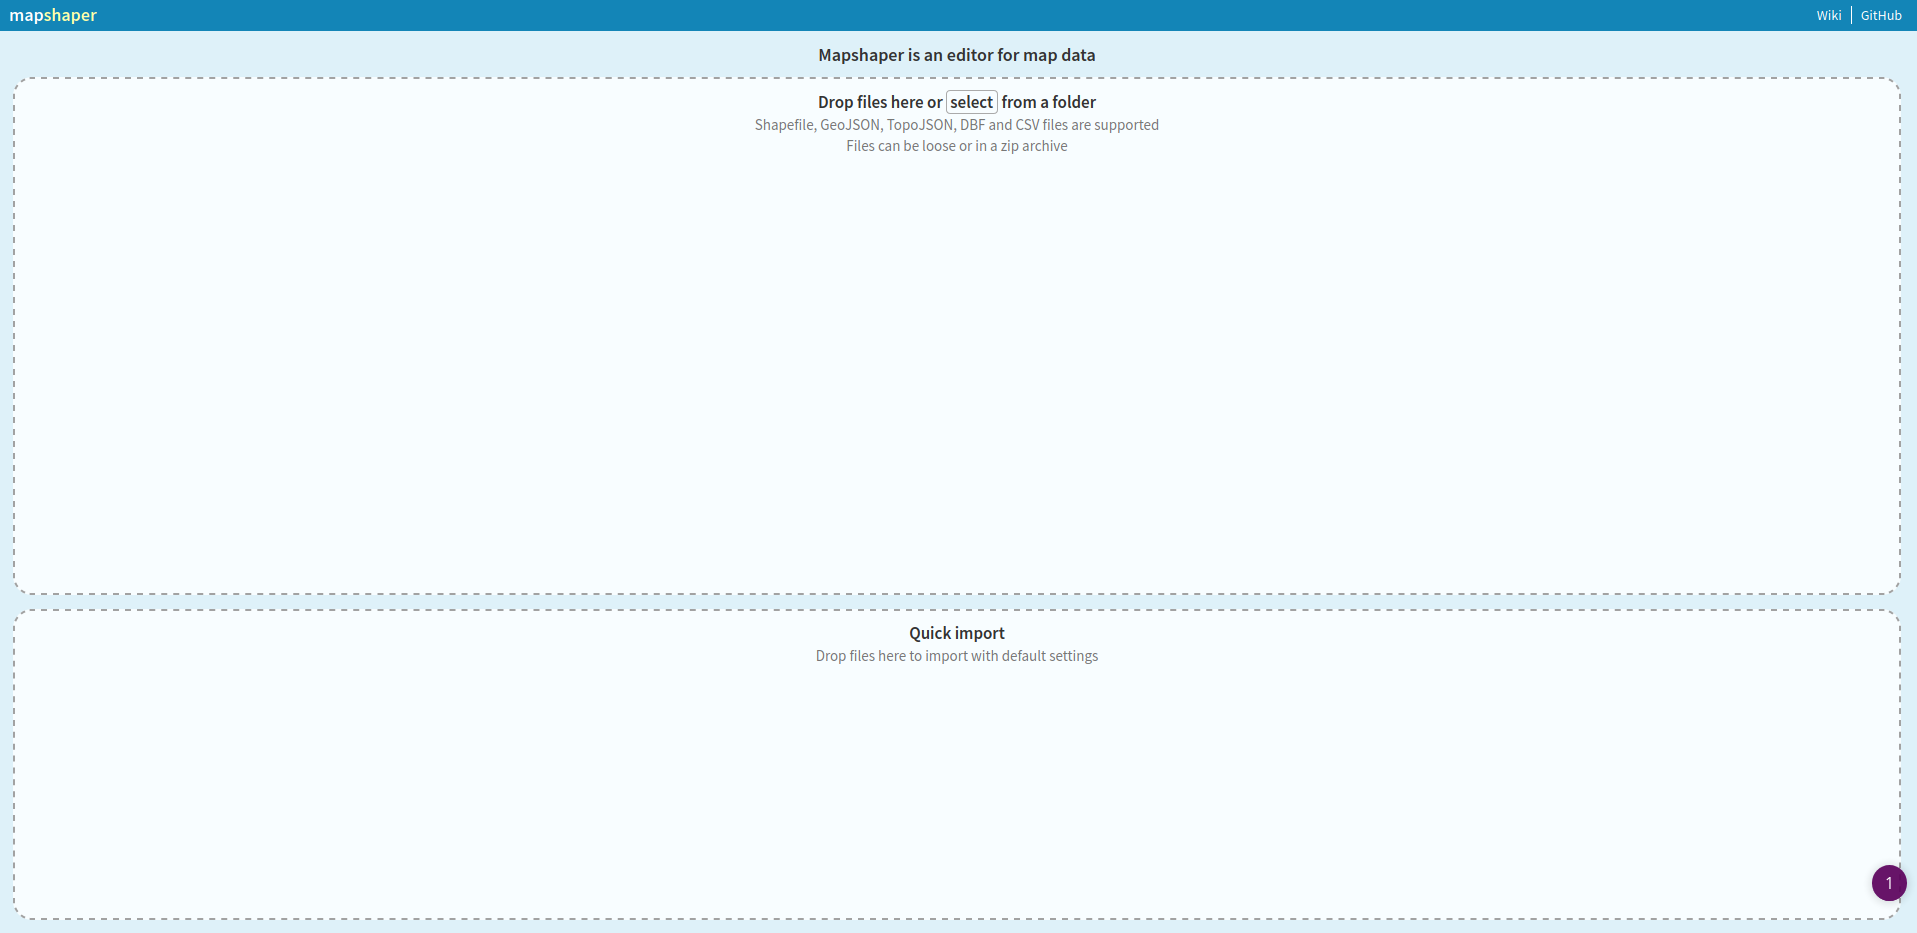 mapshaper
Wiki
GitHub
Mapshaper is an editor for map data
Drop files here or select from a folder
Shapefile, GeoJSON, TopoJSON, DBF and CSV files are supported
Files can be loose or in a zip archive
Quick import
Drop files here to import with default settings
1